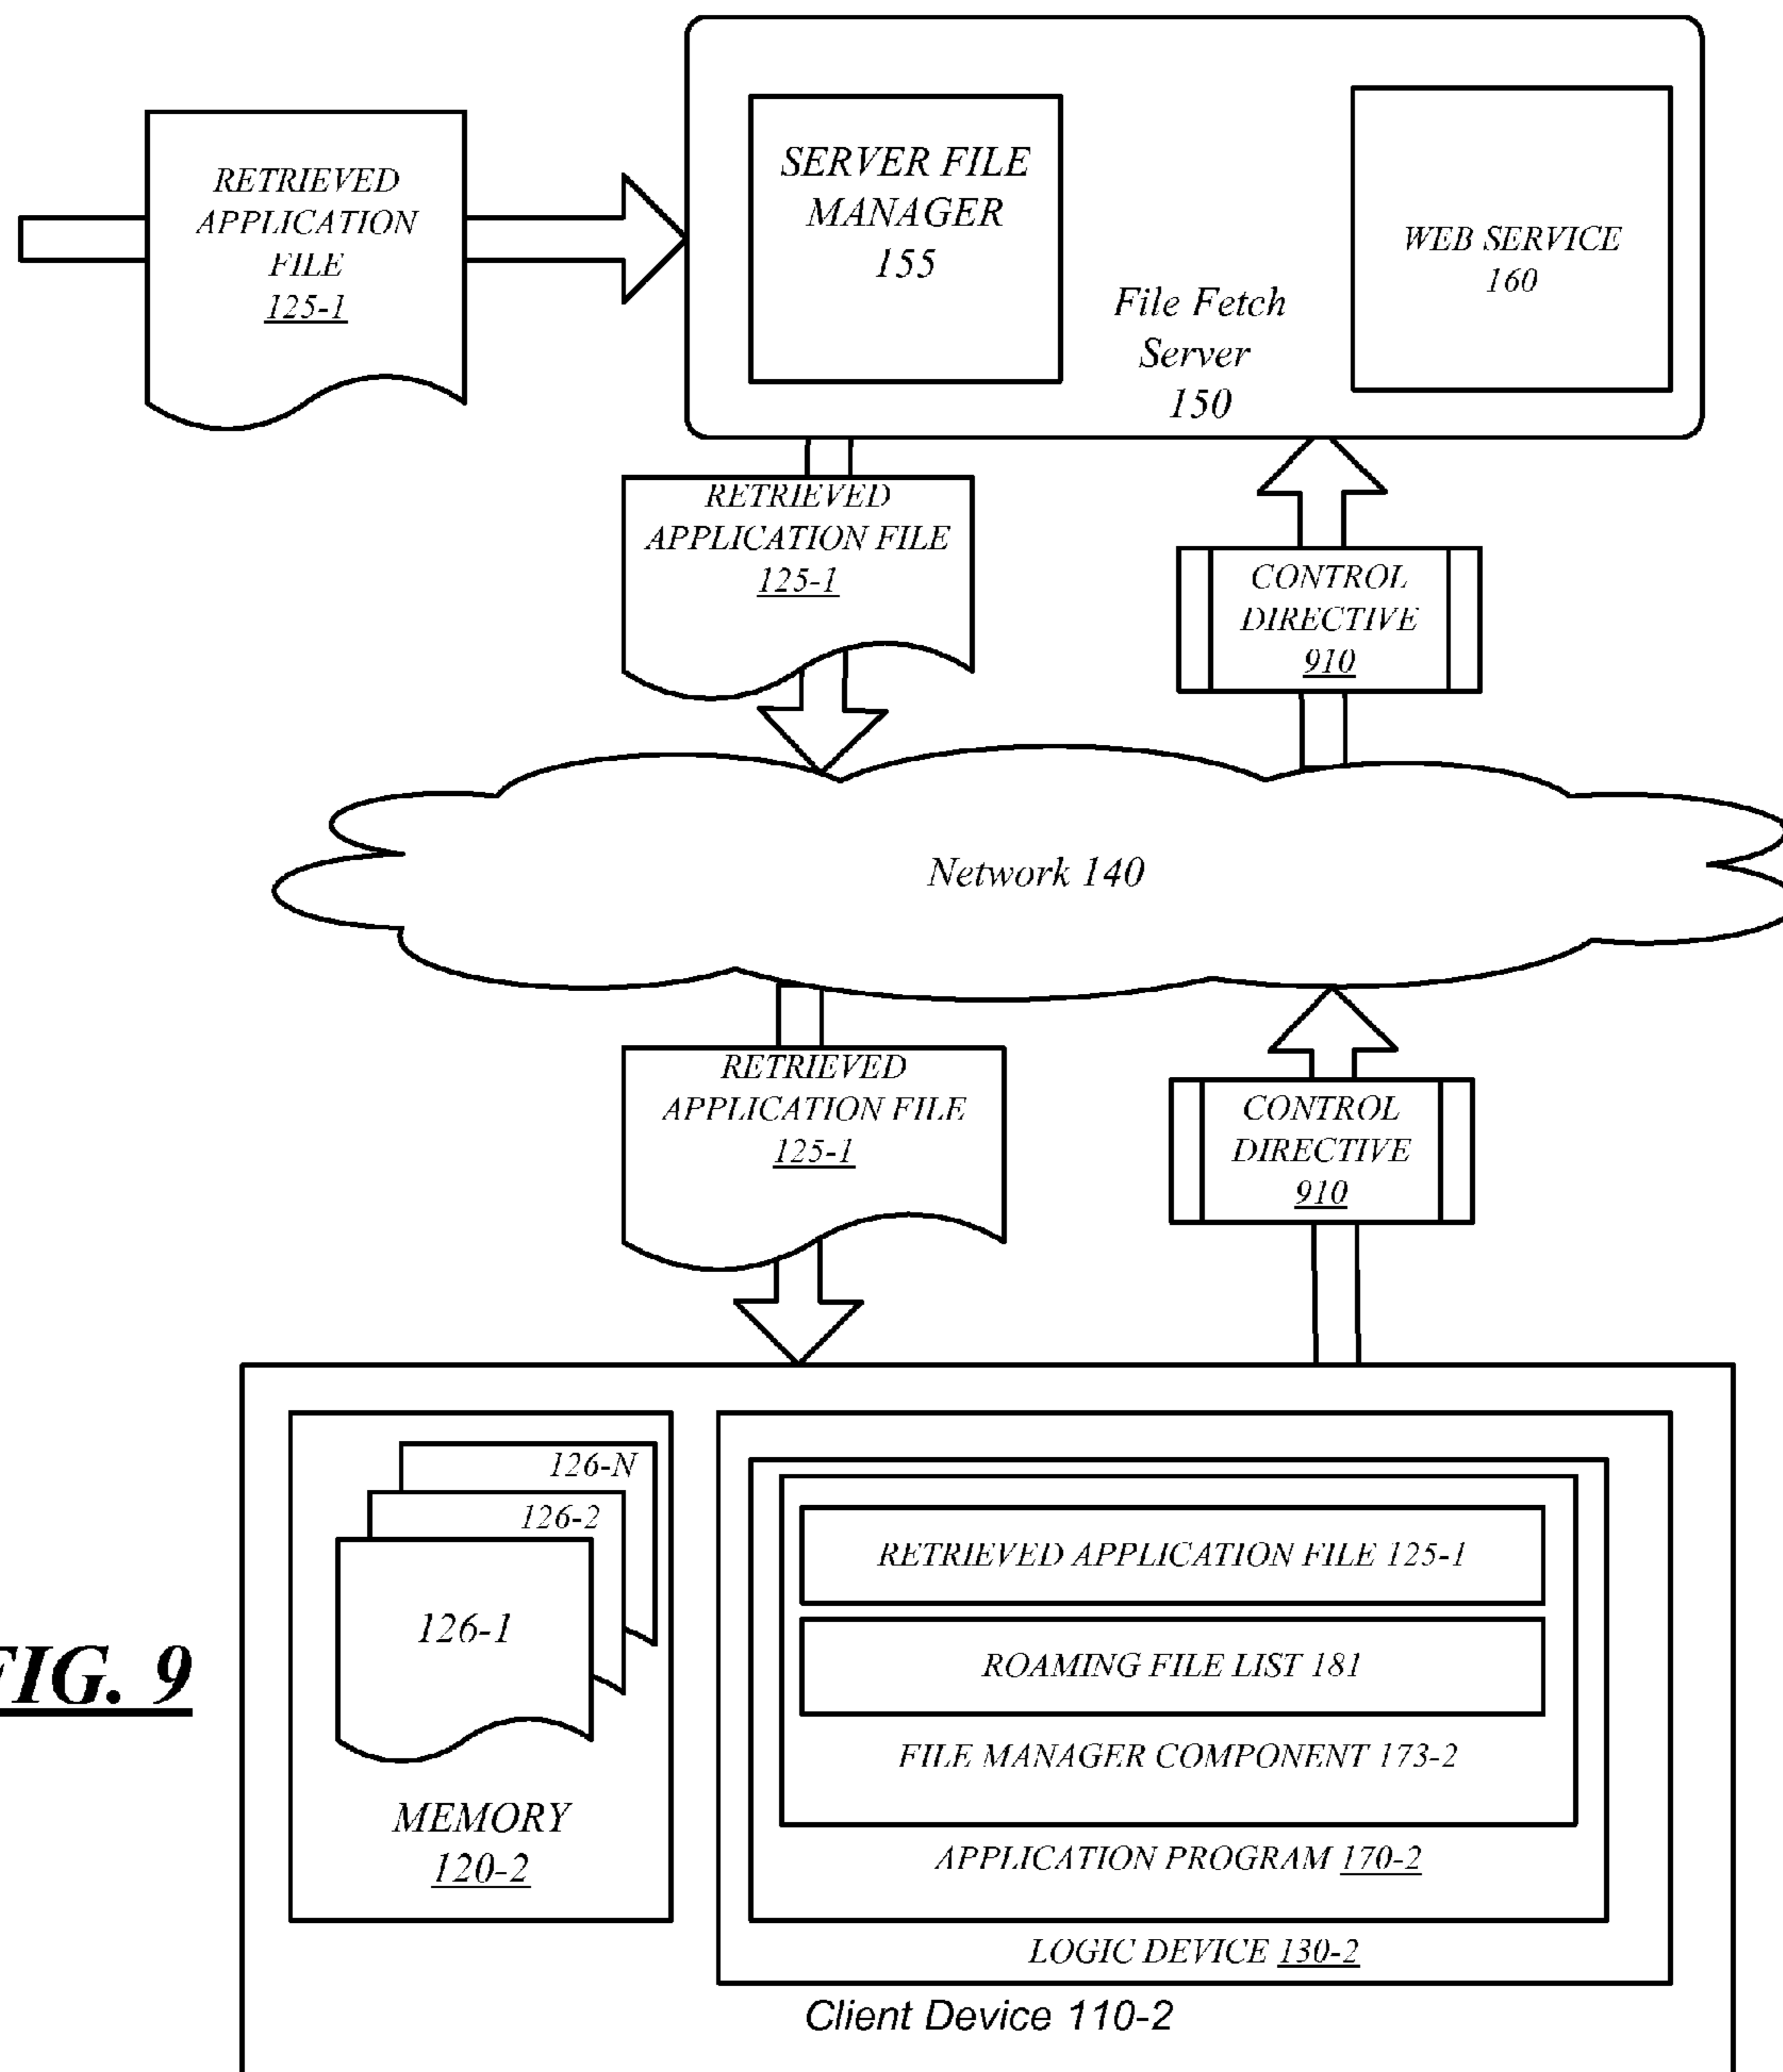 RETRIEVED
APPLICATION
FILE
125-1
SERVER FILE
MANAGER
155
File Fetch
Server
150
WEB SERVICE
160
RETRIEVED
APPLICATION FILE
125-1
CONTROL
DIRECTIVE
910
Network 140
RETRIEVED
APPLICATION FILE
125-1
CONTROL
DIRECTIVE
910
126-N
126-2
126-1
MEMORY
120-2
RETRIEVED APPLICATION FILE 125-1
ROAMING FILE LIST 181
FILE MANAGER COMPONENT 173-2
APPLICATION PROGRAM 170-2
LOGIC DEVICE 130-2
Client Device 110-2
FIG. 9